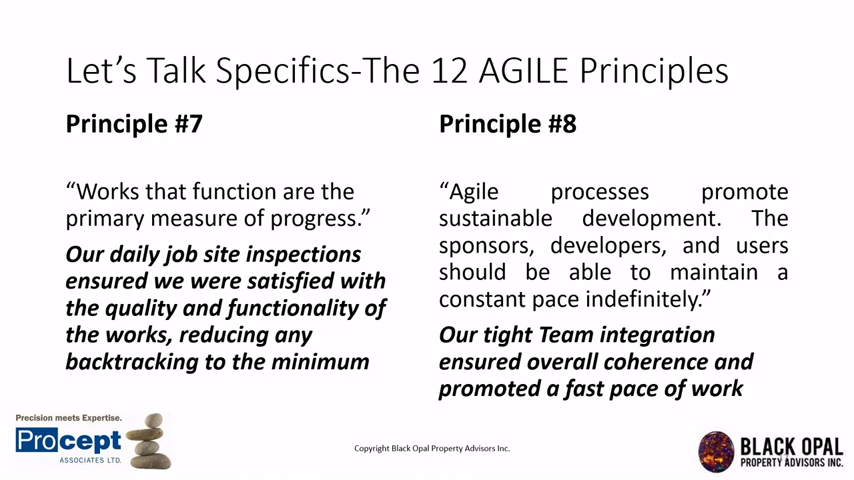 Let’s Talk Specifics-The 12 AGILE Principles
Principle #7
“Works that function are the
primary measure of progress.”
Our daily job site inspections
ensured we were satisfied with
the quality and functionality of
the works, reducing any
backtracking to the minimum
Principle #8
“Agile processes promote
sustainable development. The
sponsors, developers, and users
should be able to maintain a
constant pace indefinitely.”
Our tight Team integration
ensured overall coherence and
promoted a fast pace of work
Precision meets Expertise.
Procept
ASSOCIATES LTD.
Copyright Black Opal Property Advisors Inc.
BLACK OPAL
PROPERTY ADVISORS INC.